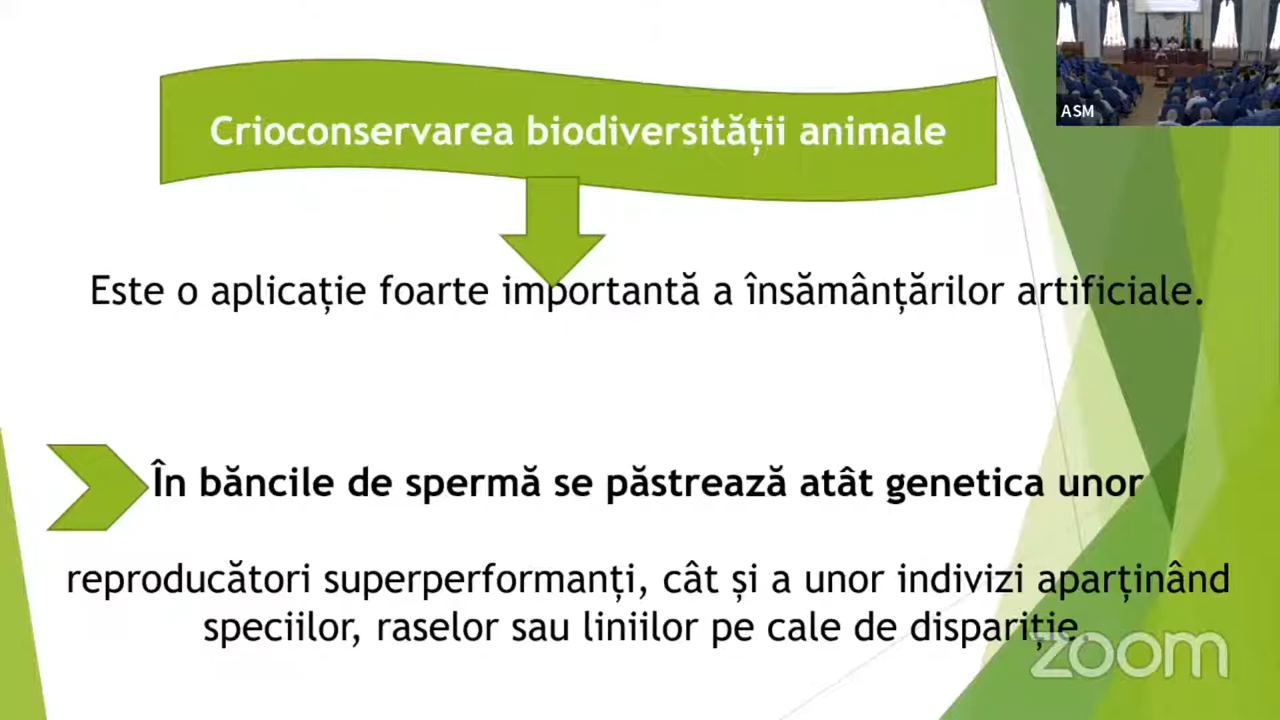 ASM
Crioconservarea biodiversității animale
Este o aplicație foarte importantă a însămânțărilor artificiale.
În băncile de spermă se păstrează atât genetica unor
reproducători superperformanți, cât și a unor indivizi aparținând
speciilor, raselor sau liniilor pe cale de dispariție.
zoom